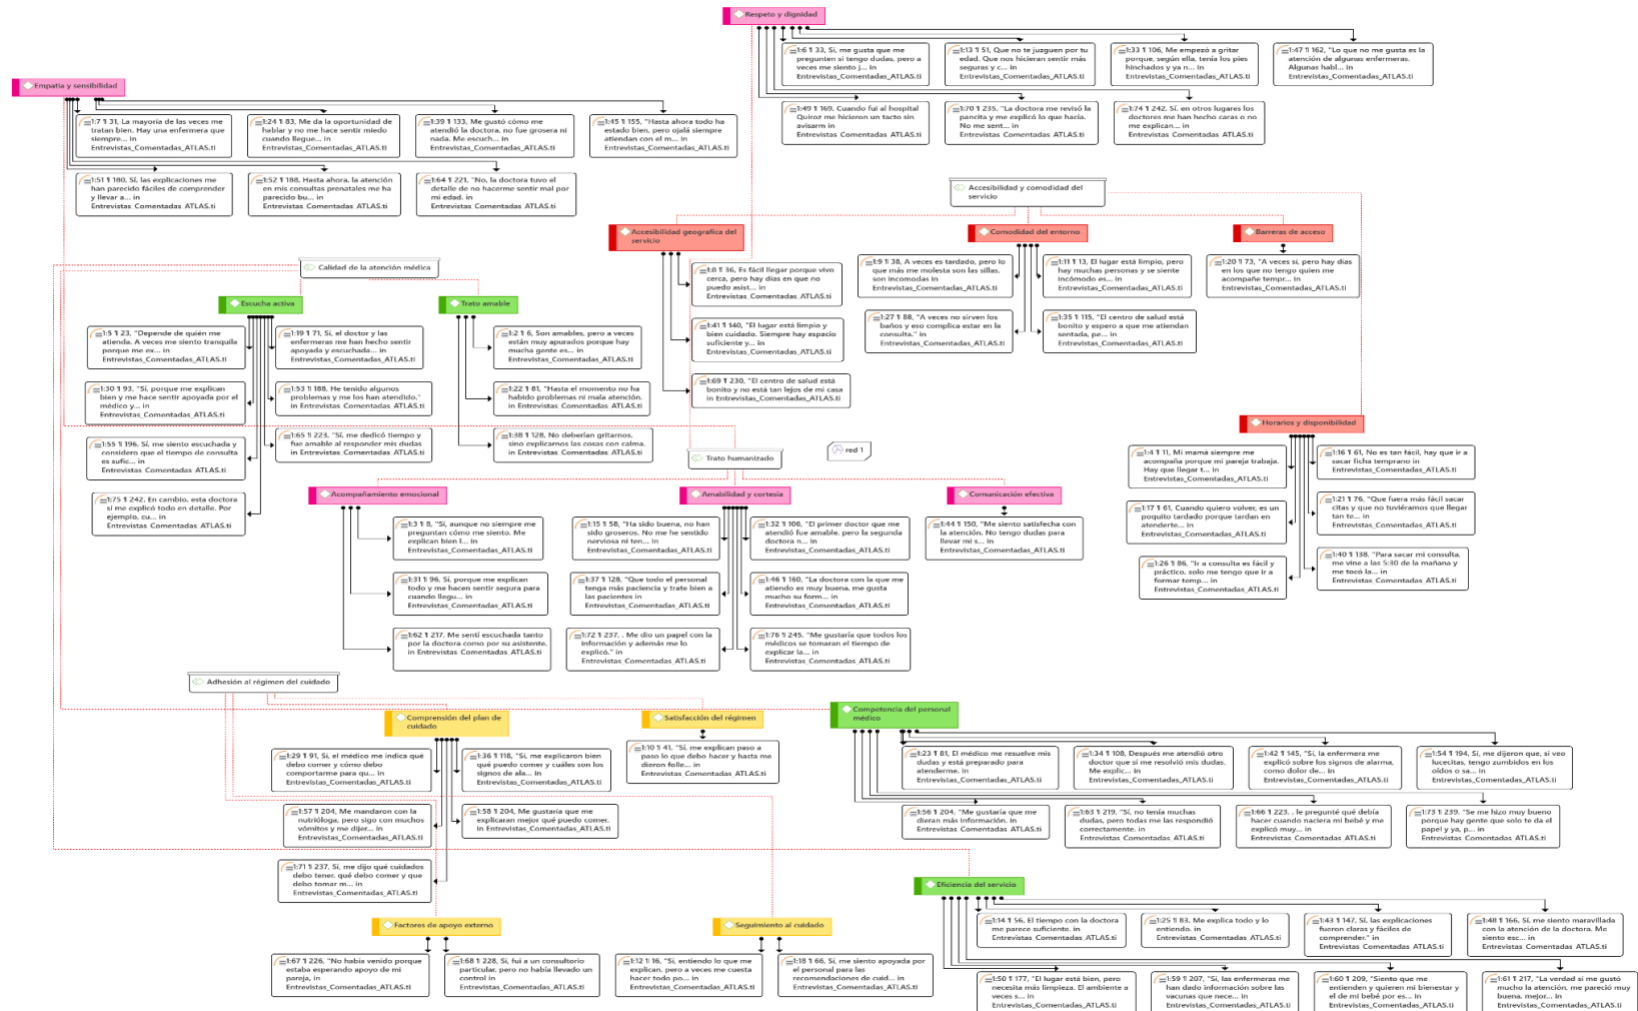 Respeto y dignidad
1:6 ¶ 33, Si, me gusta que me
pregunten si tengo dudas, pero a
veces me siento j... in
Entrevistas_Comentadas_ATLAS.ti
1:13 ¶ 51, Que no te juzguen por tu
edad. Que nos hicieran sentir más
seguras y c... in
Entrevistas_Comentadas_ATLAS.ti
1:33 ¶ 106, Me empezó a gritar
porque, según ella, tenía los pies
hinchados y ya n... in
Entrevistas_Comentadas_ATLAS.ti
1:47 ¶ 162, "Lo que no me gusta es la
atención de algunas enfermeras.
Algunas habl... in
Entrevistas_Comentadas_ATLAS.ti
1:49 ¶ 169, Cuando fui al hospital
Quiroz me hicieron un tacto sin
avisarm in
Entrevistas_Comentadas_ATLAS.ti
1:70 ¶ 235, "La doctora me revisó la
pancita y me explicó lo que hacía.
No me sent... in
Entrevistas_Comentadas_ATLAS.ti
1:74 ¶ 242, Sí, en otros lugares los
doctores me han hecho caras o no
me explican... in
Entrevistas_Comentadas_ATLAS.ti
Empatia y sensibilidad
1:7 ¶ 31, La mayoría de las veces me
tratan bien. Hay una enfermera que
siempre... in
Entrevistas_Comentadas_ATLAS.ti
1:24 ¶ 83, Me da la oportunidad de
hablar y no me hace sentir miedo
cuando llegue... in
Entrevistas_Comentadas_ATLAS.ti
1:39 ¶ 133, Me gustó cómo me
atendió la doctora, no fue grosera ni
nada. Me escuch... in
Entrevistas_Comentadas_ATLAS.ti
1:45 ¶ 155, "Hasta ahora todo ha
estado bien, pero ojalá siempre
atiendan con el m... in
Entrevistas_Comentadas_ATLAS.ti
1:51 ¶ 180, Sí, las explicaciones me
han parecido fáciles de comprender
y llevar a... in
Entrevistas_Comentadas_ATLAS.ti
1:52 ¶ 188, Hasta ahora, la atención
en mis consultas prenatales me ha
parecido bu... in
Entrevistas_Comentadas_ATLAS.ti
1:64 ¶ 221, "No, la doctora tuvo el
detalle de no hacerme sentir mal por
mi edad. in
Entrevistas_Comentadas_ATLAS.ti
Accesibilidad y comodidad del
servicio
Accesibilidad geografica del
servicio
1:8 ¶ 36, Es fácil llegar porque vivo
cerca, pero hay días en que no
puedo asist... in
Entrevistas_Comentadas_ATLAS.ti
1:41 ¶ 140, "El lugar está limpio y
bien cuidado. Siempre hay espacio
suficiente y... in
Entrevistas_Comentadas_ATLAS.ti
1:69 ¶ 230, "El centro de salud está
bonito y no está tan lejos de mi casa
in Entrevistas_Comentadas_ATLAS.ti
Comodidad del entorno
1:9 ¶ 38, A veces es tardado, pero lo
que más me molesta son las sillas,
son incomodas in
Entrevistas_Comentadas_ATLAS.ti
1:11 ¶ 13, El lugar está limpio, pero
hay muchas personas y se siente
incómodo es... in
Entrevistas_Comentadas_ATLAS.ti
1:27 ¶ 88, "A veces no sirven los
baños y eso complica estar en la
consulta." in
Entrevistas_Comentadas_ATLAS.ti
1:35 ¶ 115, "El centro de salud está
bonito y espero a que me atiendan
sentada, pe... in
Entrevistas_Comentadas_ATLAS.ti
Barreras de acceso
1:20 ¶ 73, "A veces sí, pero hay días
en los que no tengo quien me
acompañe tempr... in
Entrevistas_Comentadas_ATLAS.ti
Calidad de la atención médica
Escucha activa
1:5 ¶ 23, "Depende de quién me
atienda. A veces me siento tranquila
porque me ex... in
Entrevistas_Comentadas_ATLAS.ti
1:19 ¶ 71, Sí, el doctor y las
enfermeras me han hecho sentir
apoyada y escuchada... in
Entrevistas_Comentadas_ATLAS.ti
1:30 ¶ 93, "Sí, porque me explican
bien y me hace sentir apoyada por el
médico y... in
Entrevistas_Comentadas_ATLAS.ti
1:53 ¶ 188, He tenido algunos
problemas y me los han atendido."
in Entrevistas_Comentadas_ATLAS.ti
1:55 ¶ 196, Sí, me siento escuchada y
considero que el tiempo de consulta
es sufic... in
Entrevistas_Comentadas_ATLAS.ti
1:65 ¶ 223, "Sí, me dedicó tiempo y
fue amable al responder mis dudas
in Entrevistas_Comentadas_ATLAS.ti
1:75 ¶ 242, En cambio, esta doctora
sí me explicó todo en detalle. Por
ejemplo, cu... in
Entrevistas_Comentadas_ATLAS.ti
Trato amable
1:2 ¶ 6, Son amables, pero a veces
están muy apurados porque hay
mucha gente es... in
Entrevistas_Comentadas_ATLAS.ti
1:22 ¶ 81, "Hasta el momento no ha
habido problemas ni mala atención.
in Entrevistas_Comentadas_ATLAS.ti
1:38 ¶ 128, No deberían gritarnos,
sino explicarnos las cosas con calma.
in Entrevistas_Comentadas_ATLAS.ti
Trato humanizado
red 1
Horarios y disponibilidad
1:4 ¶ 11, Mi mamá siempre me
acompaña porque mi pareja trabaja.
Hay que llegar t... in
Entrevistas_Comentadas_ATLAS.ti
1:16 ¶ 61, No es tan fácil, hay que ir a
sacar ficha temprano in
Entrevistas_Comentadas_ATLAS.ti
1:17 ¶ 61, Cuando quiero volver, es un
poquito tardado porque tardan en
atenderte... in
Entrevistas_Comentadas_ATLAS.ti
1:21 ¶ 76, "Que fuera más fácil sacar
citas y que no tuviéramos que llegar
tan te... in
Entrevistas_Comentadas_ATLAS.ti
1:26 ¶ 86, "Ir a consulta es fácil y
práctico, solo me tengo que ir a
formar temp... in
Entrevistas_Comentadas_ATLAS.ti
1:40 ¶ 138, "Para sacar mi consulta,
me vine a las 5:30 de la mañana y
me tocó la... in
Entrevistas_Comentadas_ATLAS.ti
Acompañamiento emocional
1:3 ¶ 8, "Sí, aunque no siempre me
preguntan cómo me siento. Me
explican bien l... in
Entrevistas_Comentadas_ATLAS.ti
1:31 ¶ 96, Sí, porque me explican
todo y me hacen sentir segura para
cuando llegu... in
Entrevistas_Comentadas_ATLAS.ti
1:62 ¶ 217, Me sentí escuchada tanto
por la doctora como por su asistente.
in Entrevistas_Comentadas_ATLAS.ti
Amabilidad y cortesia
1:15 ¶ 58, "Ha sido buena, no han
sido groseros. No me he sentido
nerviosa ni ten... in
Entrevistas_Comentadas_ATLAS.ti
1:32 ¶ 106, "El primer doctor que me
atendió fue amable, pero la segunda
doctora n... in
Entrevistas_Comentadas_ATLAS.ti
1:37 ¶ 128, "Que todo el personal
tenga más paciencia y trate bien a
las pacientes in
Entrevistas_Comentadas_ATLAS.ti
1:46 ¶ 160, "La doctora con la que me
atiendo es muy buena, me gusta
mucho su form... in
Entrevistas_Comentadas_ATLAS.ti
1:72 ¶ 237, . Me dio un papel con la
información y además me lo
explicó." in
Entrevistas_Comentadas_ATLAS.ti
1:76 ¶ 245, "Me gustaría que todos los
médicos se tomaran el tiempo de
explicar la... in
Entrevistas_Comentadas_ATLAS.ti
Comunicación efectiva
1:44 ¶ 150, "Me siento satisfecha con
la atención. No tengo dudas para
llevar mi s... in
Entrevistas_Comentadas_ATLAS.ti
Adhesión al régimen del cuidado
Comprensión del plan de
cuidado
1:29 ¶ 91, Sí, el médico me indica qué
debo comer y cómo debo
comportarme para qu... in
Entrevistas_Comentadas_ATLAS.ti
1:36 ¶ 118, "Sí, me explicaron bien
qué puedo comer y cuáles son los
signos de ala... in
Entrevistas_Comentadas_ATLAS.ti
1:57 ¶ 204, Me mandaron con la
nutrióloga, pero sigo con muchos
vómitos y me dijer... in
Entrevistas_Comentadas_ATLAS.ti
1:58 ¶ 204, Me gustaría que me
explicaran mejor qué puedo comer.
in Entrevistas_Comentadas_ATLAS.ti
1:71 ¶ 237, Sí, me dijo qué cuidados
debo tener, qué debo comer y que
debo tomar m... in
Entrevistas_Comentadas_ATLAS.ti
Satisfacción del régimen
1:10 ¶ 41, "Sí, me explican paso a
paso lo que debo hacer y hasta me
dieron folle... in
Entrevistas_Comentadas_ATLAS.ti
Competencia del personal
médico
1:23 ¶ 81, El médico me resuelve mis
dudas y está preparado para
atenderme. in
Entrevistas_Comentadas_ATLAS.ti
1:34 ¶ 108, Después me atendió otro
doctor que sí me resolvió mis dudas.
Me explic... in
Entrevistas_Comentadas_ATLAS.ti
1:42 ¶ 145, "Sí, la enfermera me
explicó sobre los signos de alarma,
como dolor de... in
Entrevistas_Comentadas_ATLAS.ti
1:54 ¶ 194, Sí, me dijeron que, si veo
lucecitas, tengo zumbidos en los
oídos o sa... in
Entrevistas_Comentadas_ATLAS.ti
1:56 ¶ 204, "Me gustaría que me
dieran más información. in
Entrevistas_Comentadas_ATLAS.ti
1:63 ¶ 219, "Sí, no tenía muchas
dudas, pero todas me las respondió
correctamente. in
Entrevistas_Comentadas_ATLAS.ti
1:66 ¶ 223, . le pregunté qué debía
hacer cuando naciera mi bebé y me
explicó muy... in
Entrevistas_Comentadas_ATLAS.ti
1:73 ¶ 239, "Se me hizo muy bueno
porque hay gente que solo te da el
papel y ya, p... in
Entrevistas_Comentadas_ATLAS.ti
Eficiencia del servicio
1:14 ¶ 56, El tiempo con la doctora
me parece suficiente. in
Entrevistas_Comentadas_ATLAS.ti
1:25 ¶ 83, Me explica todo y lo
entiendo. in
Entrevistas_Comentadas_ATLAS.ti
1:43 ¶ 147, Sí, las explicaciones
fueron claras y fáciles de
comprender." in
Entrevistas_Comentadas_ATLAS.ti
1:48 ¶ 166, Sí, me siento maravillada
con la atención de la doctora. Me
siento esc... in
Entrevistas_Comentadas_ATLAS.ti
1:50 ¶ 177, "El lugar está bien, pero
necesita más limpieza. El ambiente a
veces s... in
Entrevistas_Comentadas_ATLAS.ti
1:59 ¶ 207, "Sí, las enfermeras me
han dado información sobre las
vacunas que nece... in
Entrevistas_Comentadas_ATLAS.ti
1:60 ¶ 209, "Siento que me
entienden y quieren mi bienestar y
el de mi bebé por es... in
Entrevistas_Comentadas_ATLAS.ti
1:61 ¶ 217, "La verdad sí me gustó
mucho la atención, me pareció muy
buena, mejor... in
Entrevistas_Comentadas_ATLAS.ti
Factores de apoyo externo
1:67 ¶ 226, "No había venido porque
estaba esperando apoyo de mi
pareja, in
Entrevistas_Comentadas_ATLAS.ti
1:68 ¶ 228, Sí, fui a un consultorio
particular, pero no había llevado un
control in
Entrevistas_Comentadas_ATLAS.ti
Seguimiento al cuidado
1:12 ¶ 16, "Sí, entiendo lo que me
explican, pero a veces me cuesta
hacer todo po... in
Entrevistas_Comentadas_ATLAS.ti
1:18 ¶ 66, Sí, me siento apoyada por
el personal para las
recomendaciones de cuid... in
Entrevistas_Comentadas_ATLAS.ti